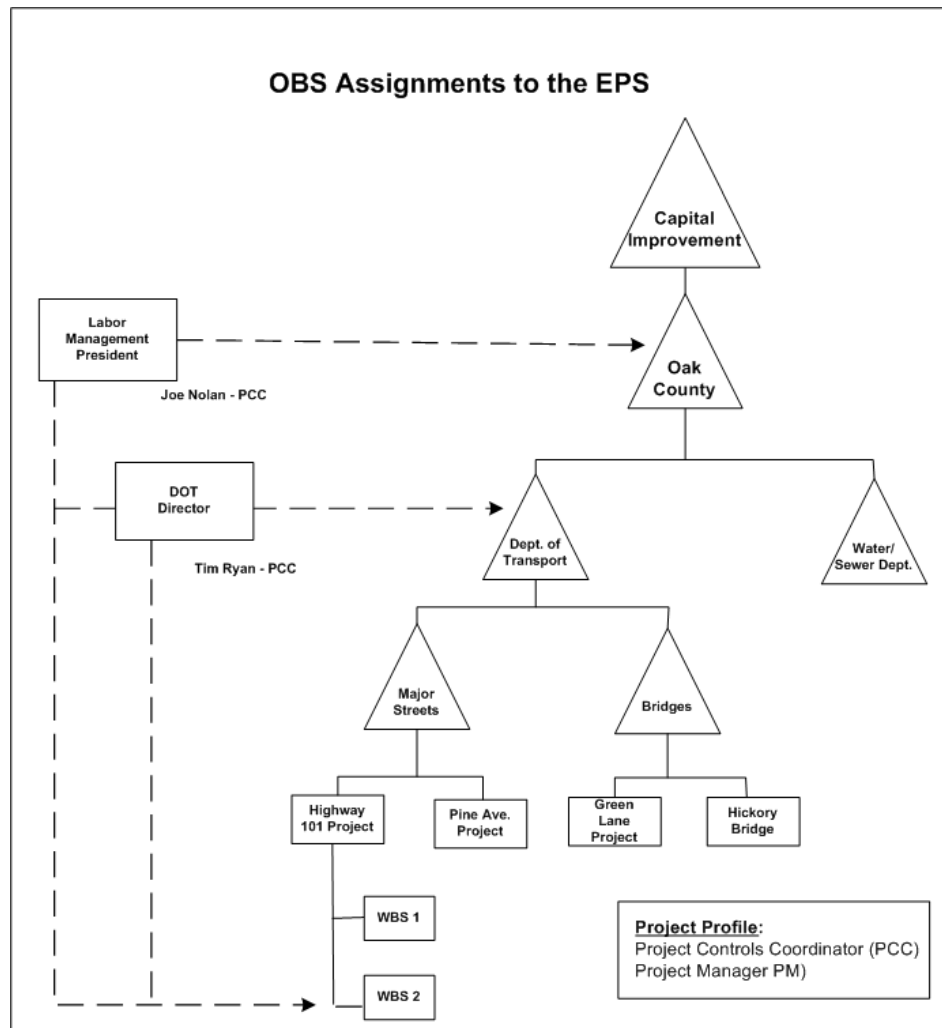 OBS Assignments to the EPS
Capital
Improvement
Labor
Management
President
Oak
County
Joe Nolan - PCC
DOT
Director
Dept. of
Transport
Water/
Sewer Dept.
Tim Ryan - PCC
Major
Streets
Bridges
Highway
101 Project
Pine Ave.
Project
Green
Lane
Project
Hickory
Bridge
WBS 1
WBS 2
Project Profile:
Project Controls Coordinator (PCC)
Project Manager PM)